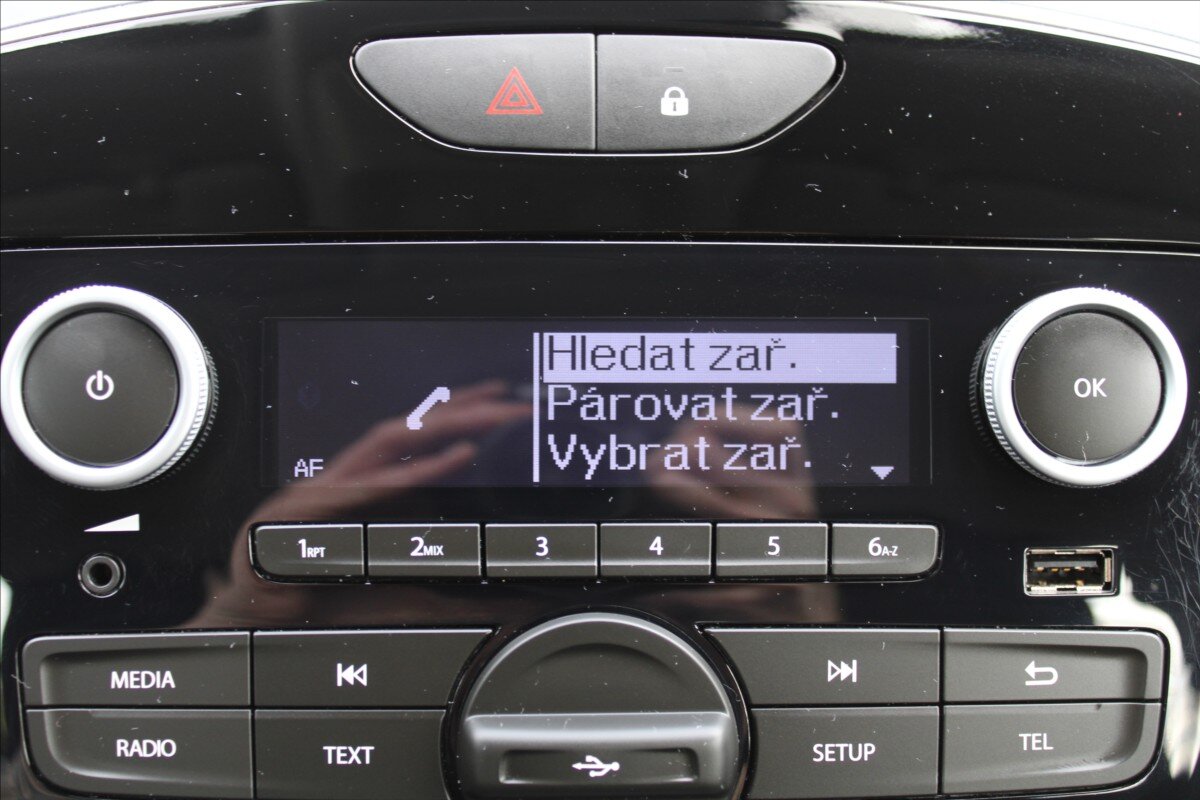 Hledat zař.
OK
Párovat zař.
Vybrat zař.
AF
1RPT
2MIX
3
4
5
6A-Z
MEDIA
RADIO
TEXT
SETUP
TEL